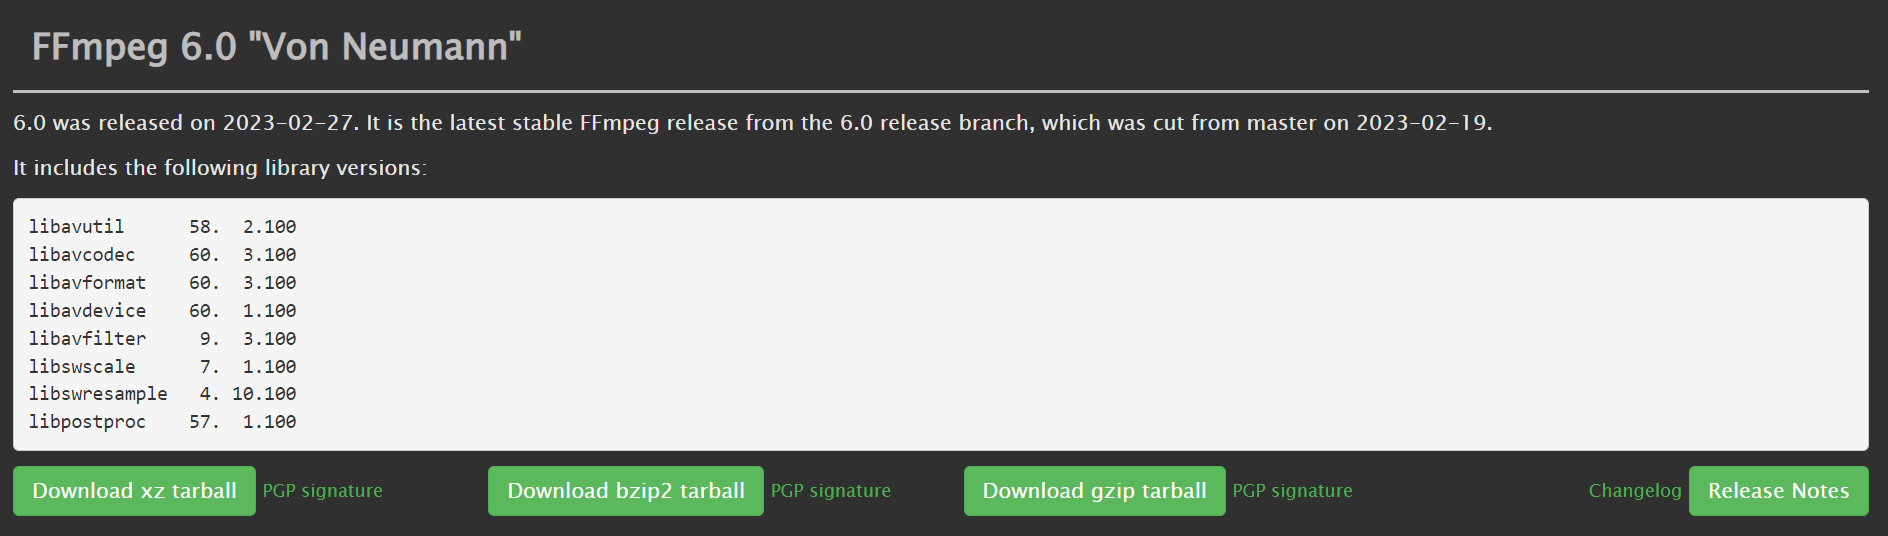 FFmpeg 6.0 "Von Neumann"
6.0 was released on 2023-02-27. It is the latest stable FFmpeg release from the 6.0 release branch, which was cut from master on 2023-02-19.
It includes the following library versions:
libavutil      58.  2.100
libavcodec     60.  3.100
libavformat    60.  3.100
libavdevice    60.  1.100
libavfilter     9.  3.100
libswscale      7.  1.100
libswresample   4. 10.100
libpostproc    57.  1.100
Download xz tarball PGP signature Download bzip2 tarball PGP signature Download gzip tarball PGP signature Changelog Release Notes